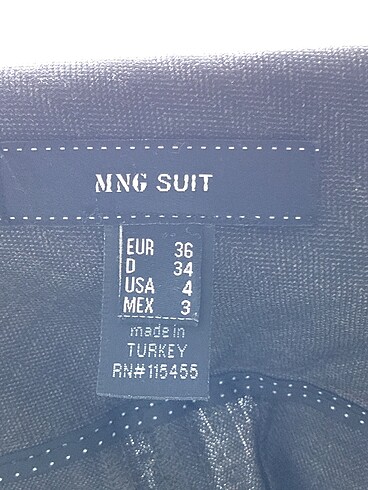 MNG SUIT
EUR 36
D 34
USA 4
MEX 3
made in
TURKEY
RN#115455